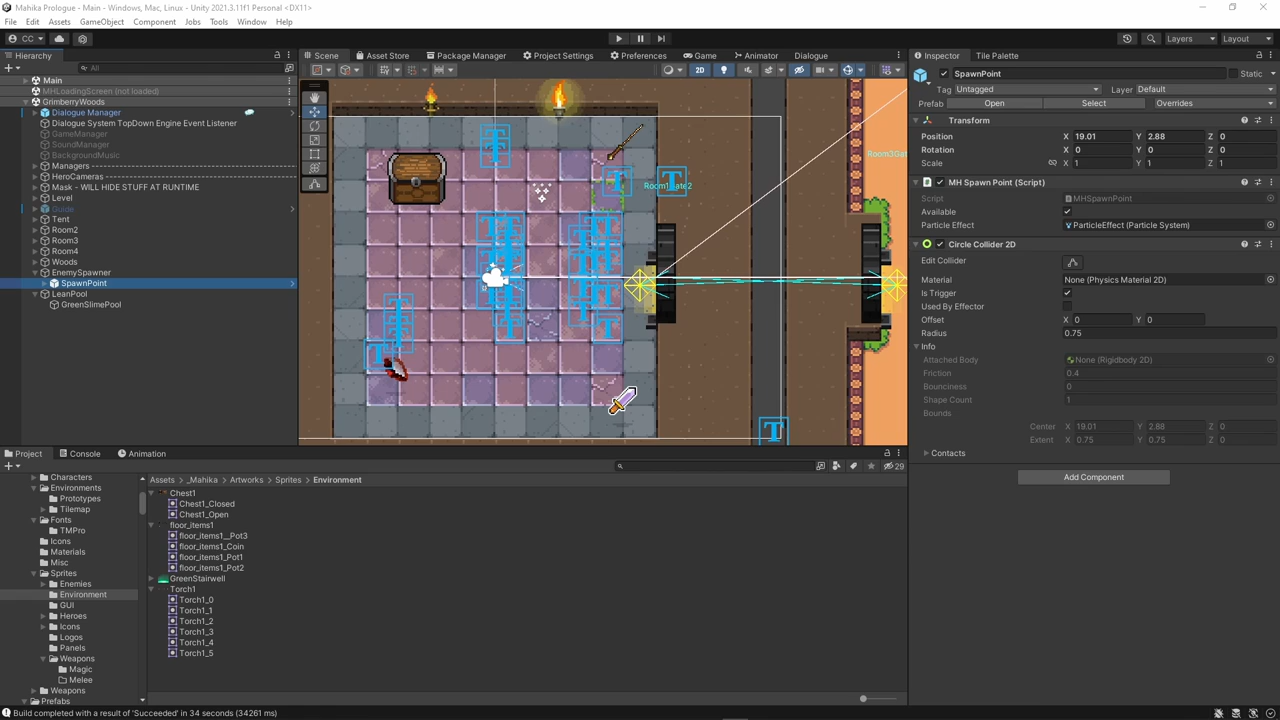 Mahika Prologue - Main - Windows, Mac, Linux - Unity 2021.3.11f1 Personal <DX11>
File Edit Assets GameObject Component Jobs Tools Window Help
CC Layers Layout
Hierarchy
All
Main
MHLoadingScreen (not loaded)
GrimberryWoods
Dialogue Manager
Dialogue System TopDown Engine Event Listener
GameManager
SoundManager
BackgroundMusic
Managers
HeroCameras
Mask - WILL HIDE STUFF AT RUNTIME
Level
Guide
Tent
Room2
Room3
Room4
Woods
EnemySpawner
SpawnPoint
LeanPool
GreenSlimePool
Scene Asset Store Package Manager Project Settings Preferences Game Animator Dialogue
2D
Room1Gate2
Room3Gat
Inspector Tile Palette
SpawnPoint Static
Tag Untagged Layer Default
Prefab Open Select Overrides
Transform
Position X 19.01 Y 2.88 Z 0
Rotation X 0 Y 0 Z 0
Scale X 1 Y 1 Z 1
MH Spawn Point (Script)
Script MHSpawnPoint
Available
Particle Effect ParticleEffect (Particle System)
Circle Collider 2D
Edit Collider
Material None (Physics Material 2D)
Is Trigger
Used By Effector
Offset X 0 Y 0
Radius 0.75
Info
Attached Body None (Rigidbody 2D)
Friction 0.4
Bounciness 0
Shape Count 1
Bounds
Center X 19.01 Y 2.88 Z 0
Extent X 0.75 Y 0.75 Z 0
Contacts
Add Component
Project Console Animation
29
Characters
Environments
Prototypes
Tilemap
Fonts
TMPro
Icons
Materials
Misc
Sprites
Enemies
Environment
GUI
Heroes
Icons
Logos
Panels
Weapons
Magic
Melee
Weapons
Prefabs
Assets > _Mahika > Artworks > Sprites > Environment
Chest1
Chest1_Closed
Chest1_Open
floor_items1
floor_items1__Pot3
floor_items1_Coin
floor_items1_Pot1
floor_items1_Pot2
GreenStairwell
Torch1
Torch1_0
Torch1_1
Torch1_2
Torch1_3
Torch1_4
Torch1_5
Build completed with a result of 'Succeeded' in 34 seconds (34261 ms)